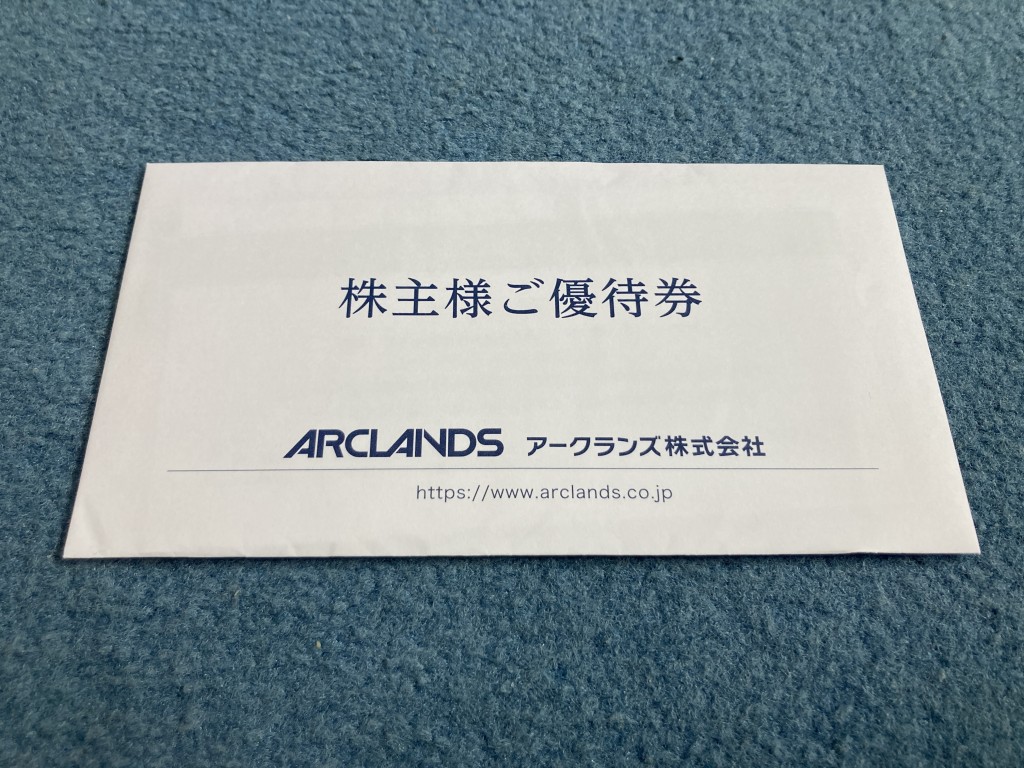 株主様ご優待券
ARCLANDS アークランズ株式会社
https://www.arclands.co.jp